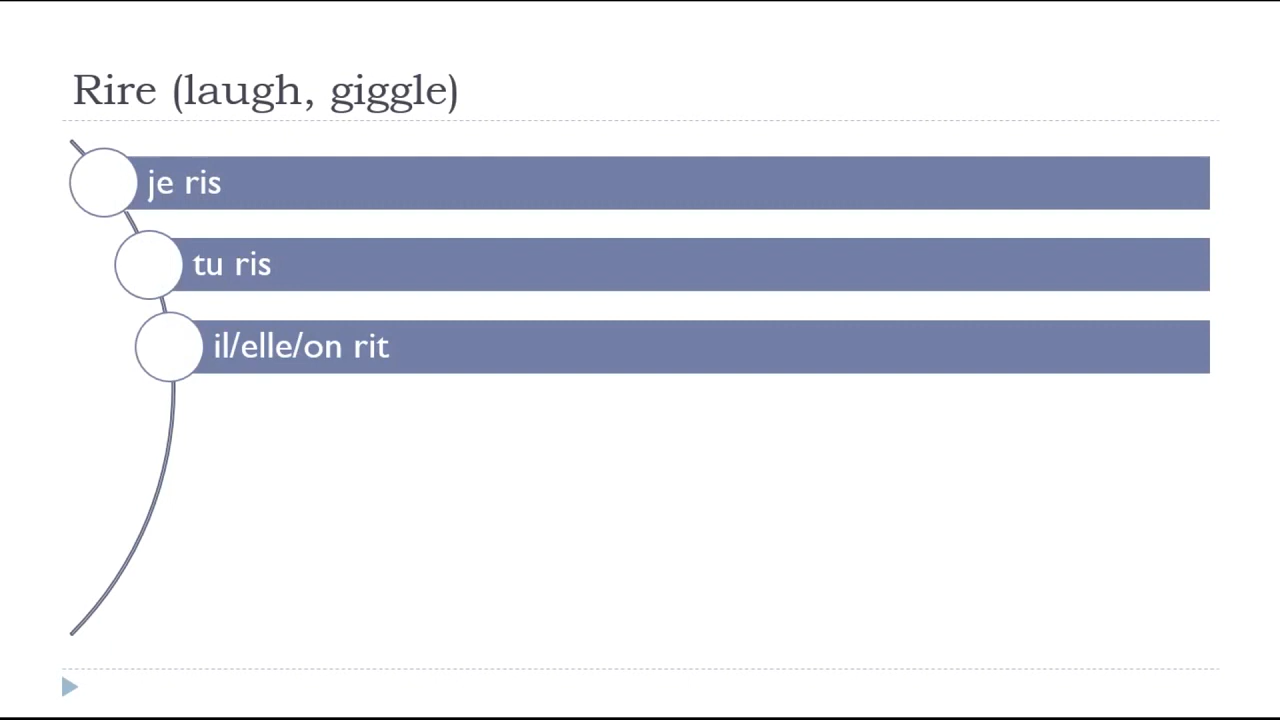 Rire (laugh, giggle)
je ris
tu ris
il/elle/on rit